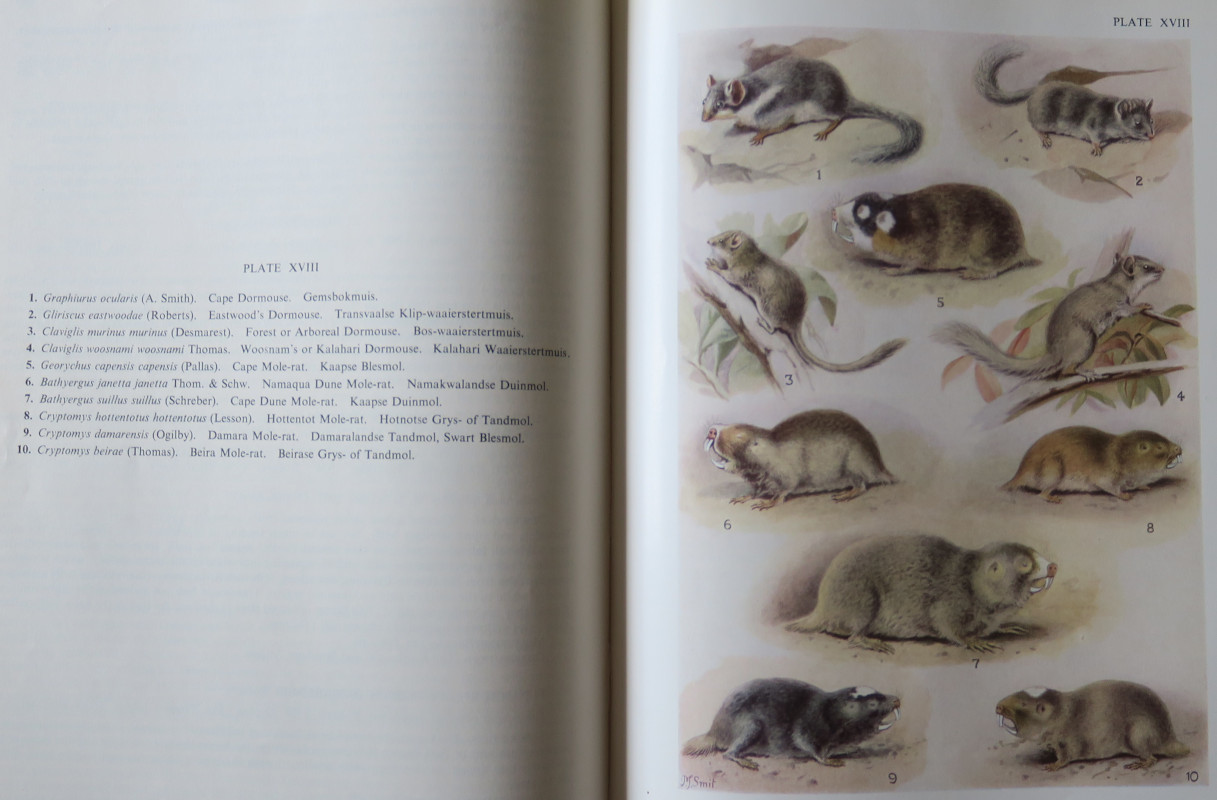 PLATE XVIII
1. Graphiurus ocularis (A. Smith). Cape Dormouse. Gemsbokmuis.
2. Gliriscus eastwoodae (Roberts). Eastwood's Dormouse. Transvaalse Klip-waaierstertmuis.
3. Claviglis murinus murinus (Desmarest). Forest or Arboreal Dormouse. Bos-waaierstertmuis.
4. Claviglis woosnami woosnami Thomas. Woosnam's or Kalahari Dormouse. Kalahari Waaierstertmuis.
5. Georychus capensis capensis (Pallas). Cape Mole-rat. Kaapse Blesmol.
6. Bathyergus janetta janetta Thom. & Schw. Namaqua Dune Mole-rat. Namakwalandse Duinmol.
7. Bathyergus suillus suillus (Schreber). Cape Dune Mole-rat. Kaapse Duinmol.
8. Cryptomys hottentotus hottentotus (Lesson). Hottentot Mole-rat. Hotnotse Grys- of Tandmol.
9. Cryptomys damarensis (Ogilby). Damara Mole-rat. Damaralandse Tandmol, Swart Blesmol.
10. Cryptomys beirae (Thomas). Beira Mole-rat. Beirase Grys- of Tandmol.
PLATE XVIII
1
2
5
3
4
6
8
7
Smit
9
10